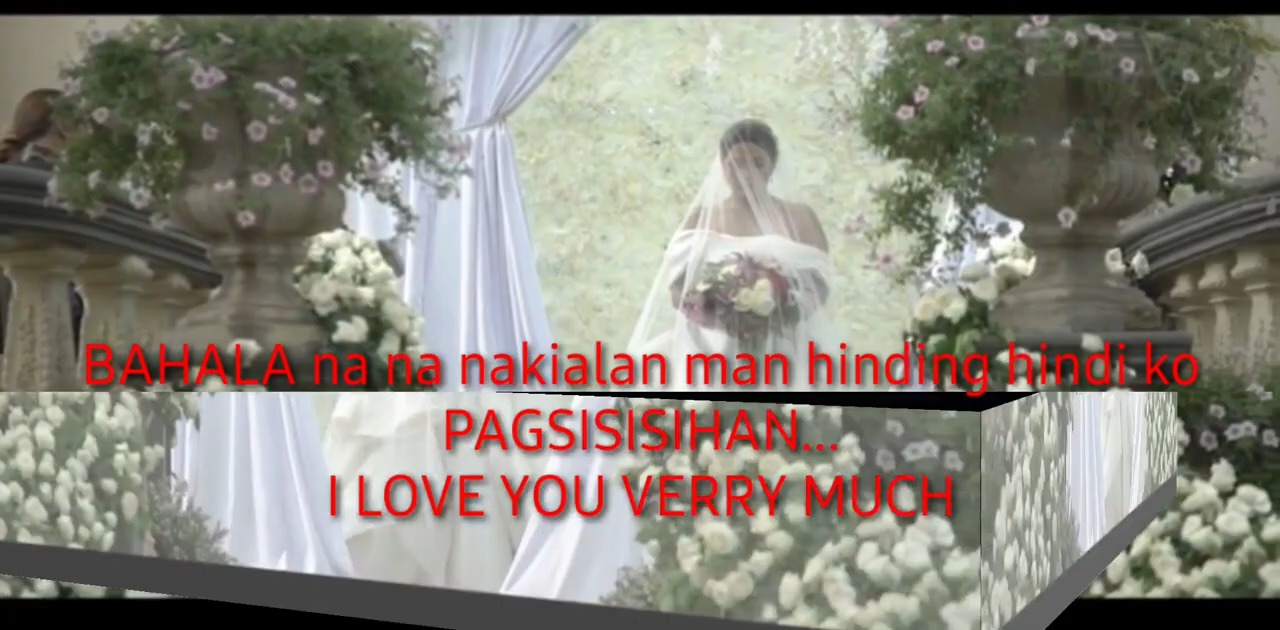 BAHALA na na nakialan man hinding hindi ko
PAGSISISIHAN...
I LOVE YOU VERRY MUCH